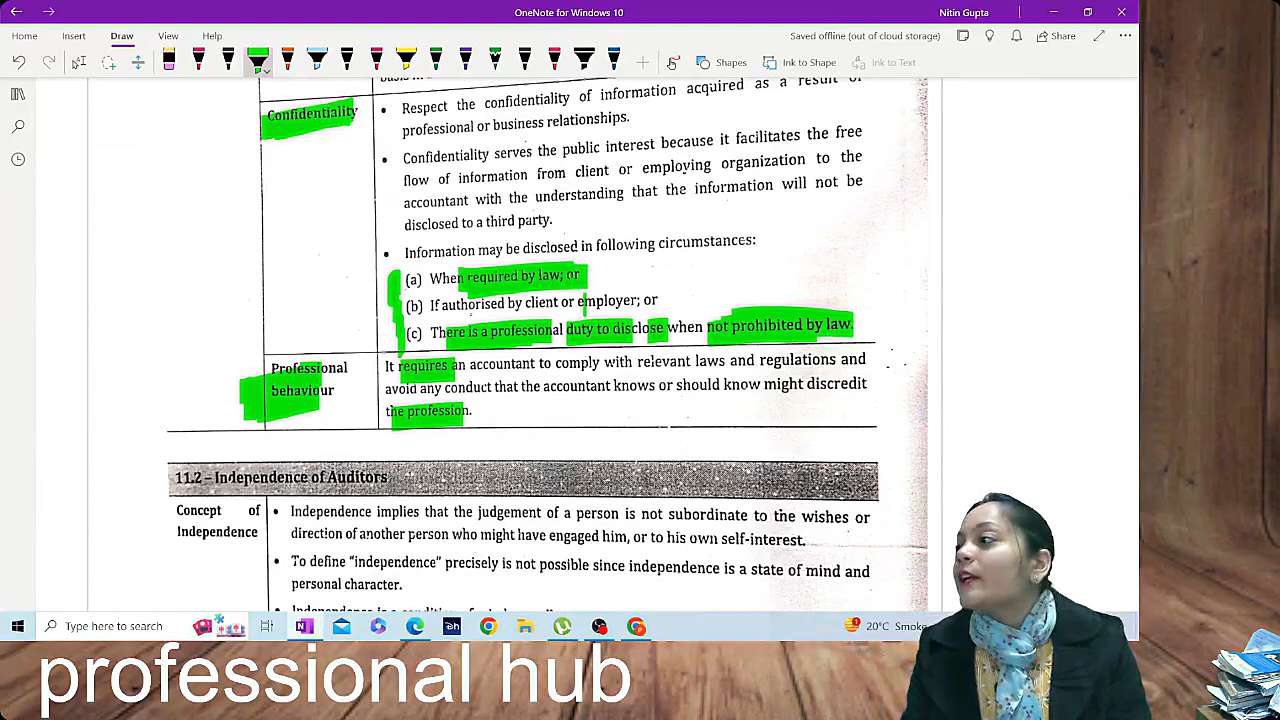 OneNote for Windows 10
Nitin Gupta
Home Insert Draw View Help
Saved offline (out of cloud storage)
Share
Shapes
Ink to Shape
Ink to Text
Confidentiality
• Respect the confidentiality of information acquired as a result of
professional or business relationships.
• Confidentiality serves the public interest because it facilitates the free
flow of information from client or employing organization to the
accountant with the understanding that the information will not be
disclosed to a third party.
• Information may be disclosed in following circumstances:
(a) When required by law; or
(b) If authorised by client or employer; or
(c) There is a professional duty to disclose when not prohibited by law.
Professional
behaviour
It requires an accountant to comply with relevant laws and regulations and
avoid any conduct that the accountant knows or should know might discredit
the profession.
11.2 – Independence of Auditors
Concept of
Independence
• Independence implies that the judgement of a person is not subordinate to the wishes or
direction of another person who might have engaged him, or to his own self-interest.
• To define "independence" precisely is not possible since independence is a state of mind and
personal character.
Type here to search
20°C Smoke
professional hub